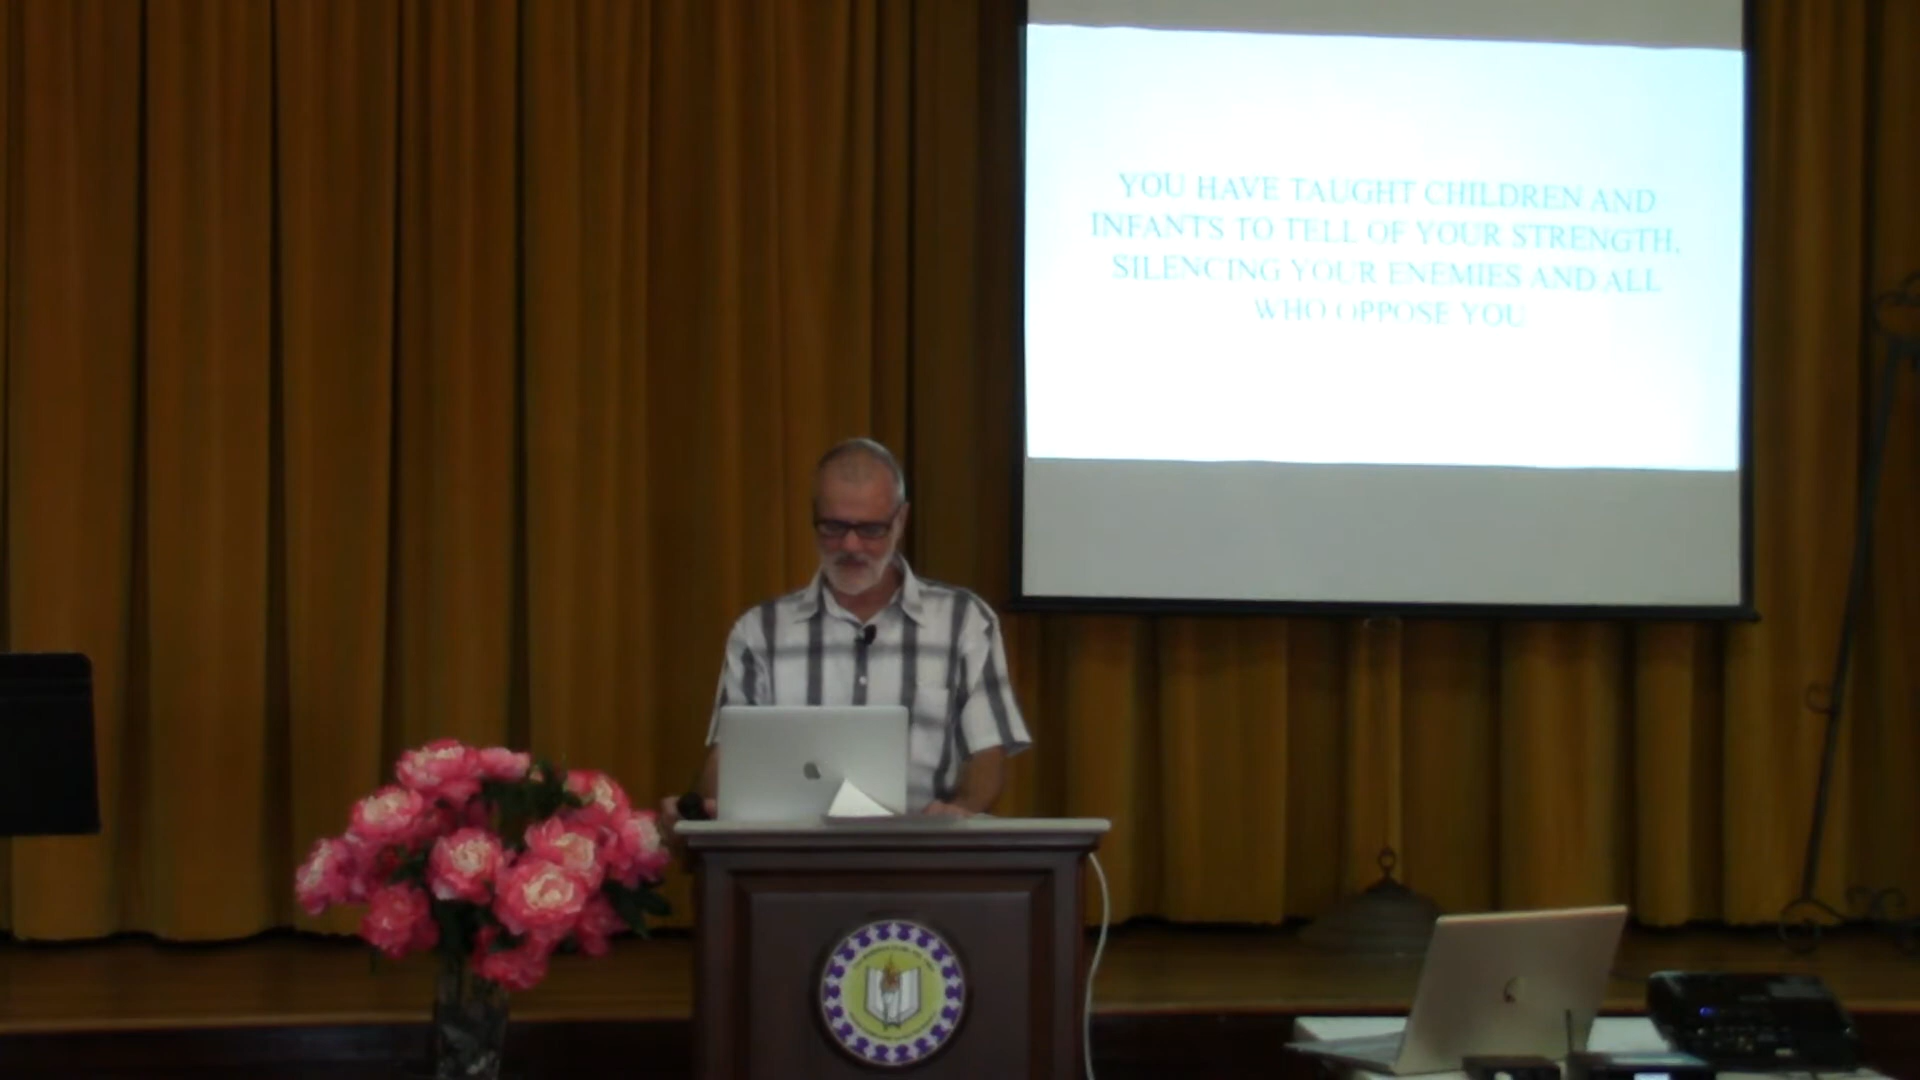 YOU HAVE TAUGHT CHILDREN AND
INFANTS TO TELL OF YOUR STRENGTH,
SILENCING YOUR ENEMIES AND ALL
WHO OPPOSE YOU